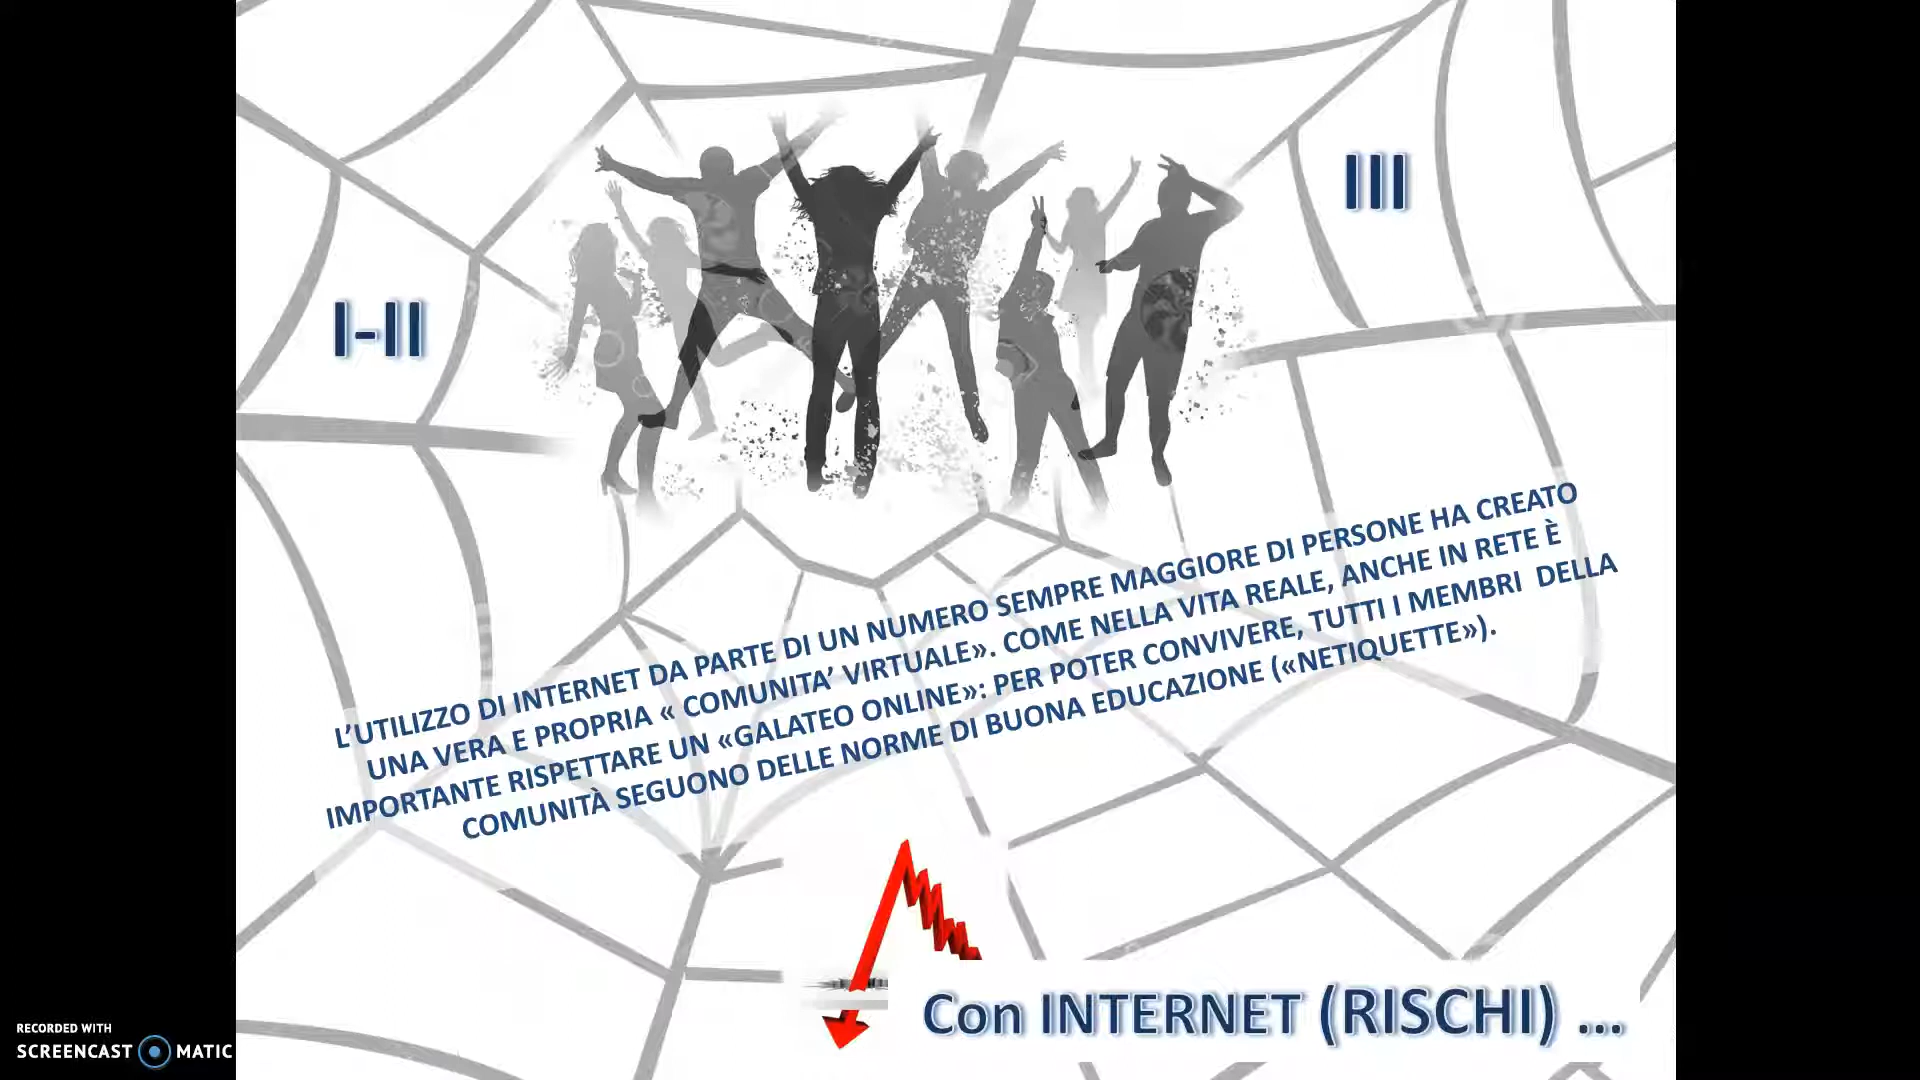 III
I-II
L'UTILIZZO DI INTERNET DA PARTE DI UN NUMERO SEMPRE MAGGIORE DI PERSONE HA CREATO
UNA VERA E PROPRIA « COMUNITA' VIRTUALE». COME NELLA VITA REALE, ANCHE IN RETE È
IMPORTANTE RISPETTARE UN «GALATEO ONLINE»: PER POTER CONVIVERE, TUTTI I MEMBRI DELLA
COMUNITÀ SEGUONO DELLE NORME DI BUONA EDUCAZIONE («NETIQUETTE»).
Con INTERNET (RISCHI) ...
RECORDED WITH
SCREENCAST MATIC